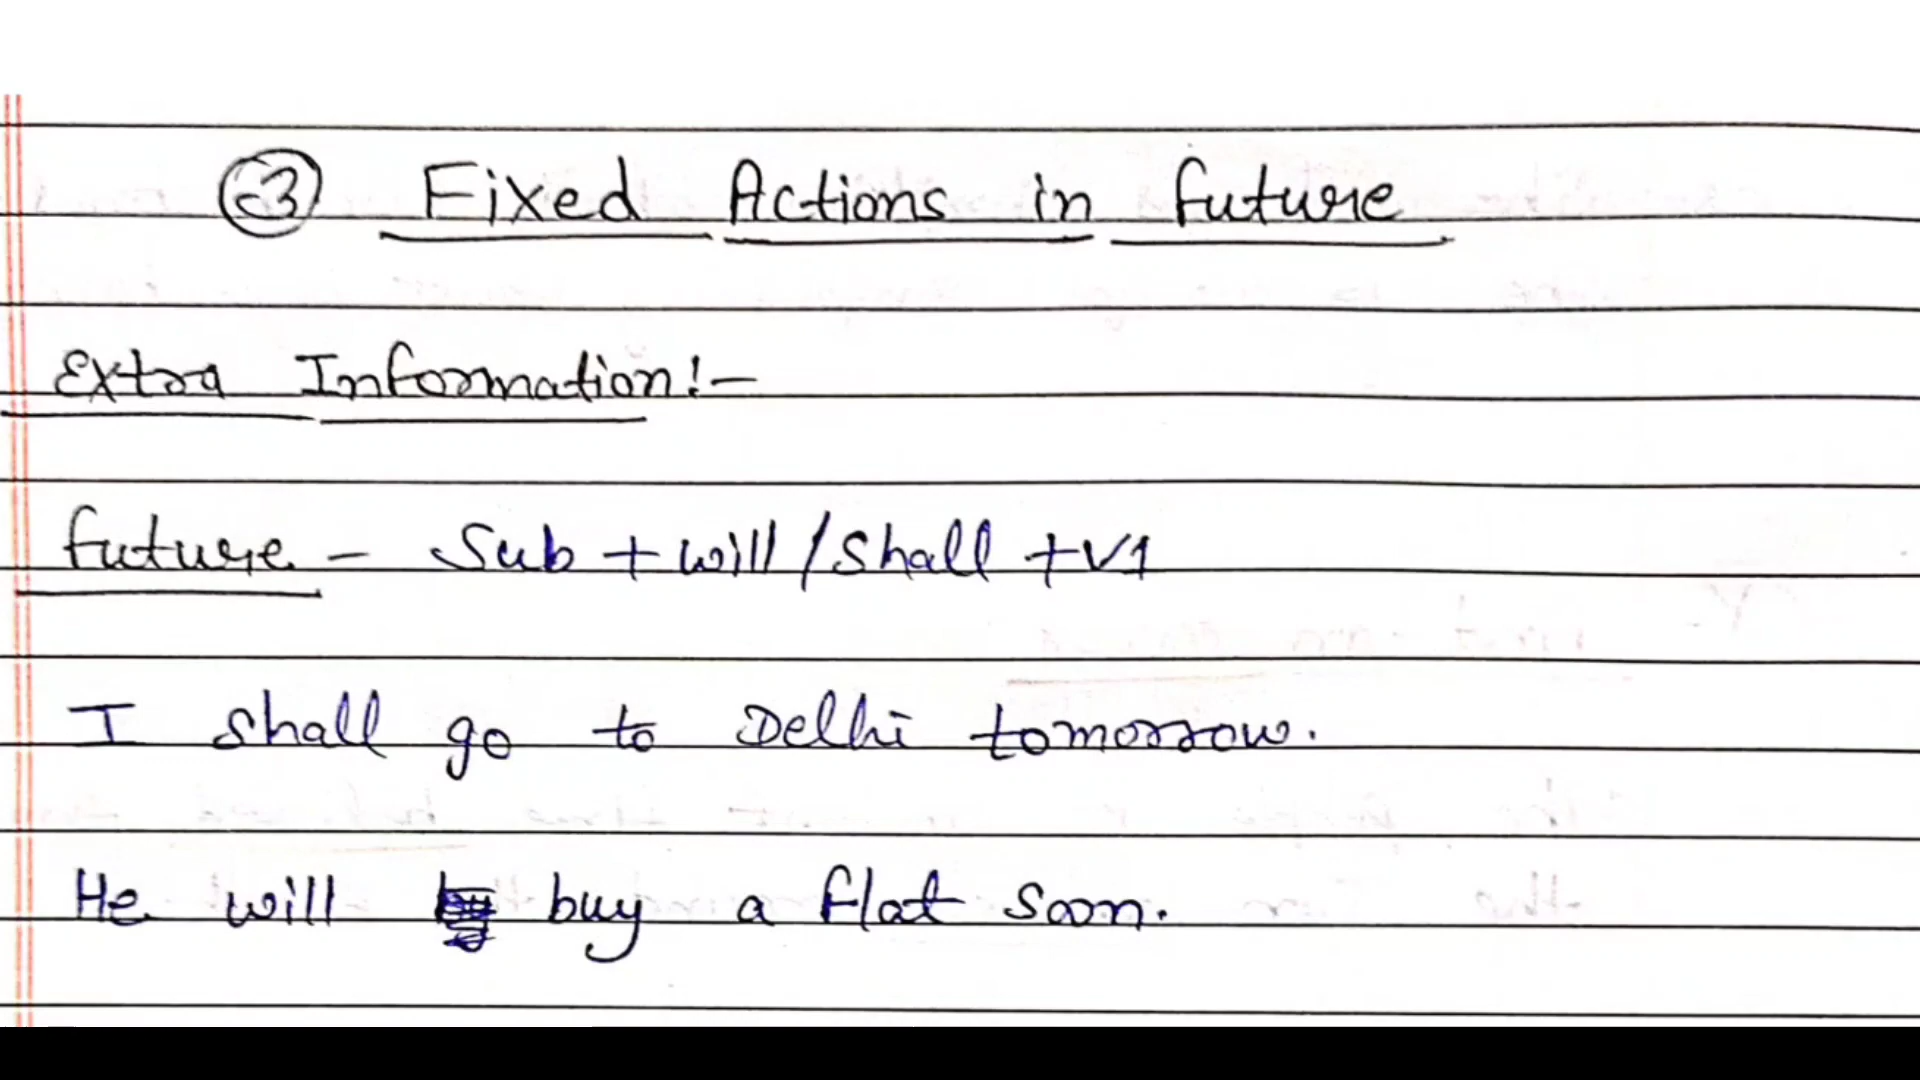 ③ Fixed Actions in future
Extra Information:-
future - Sub + will / shall + V1
I shall go to Delhi tomorrow.
He will buy a flat soon.